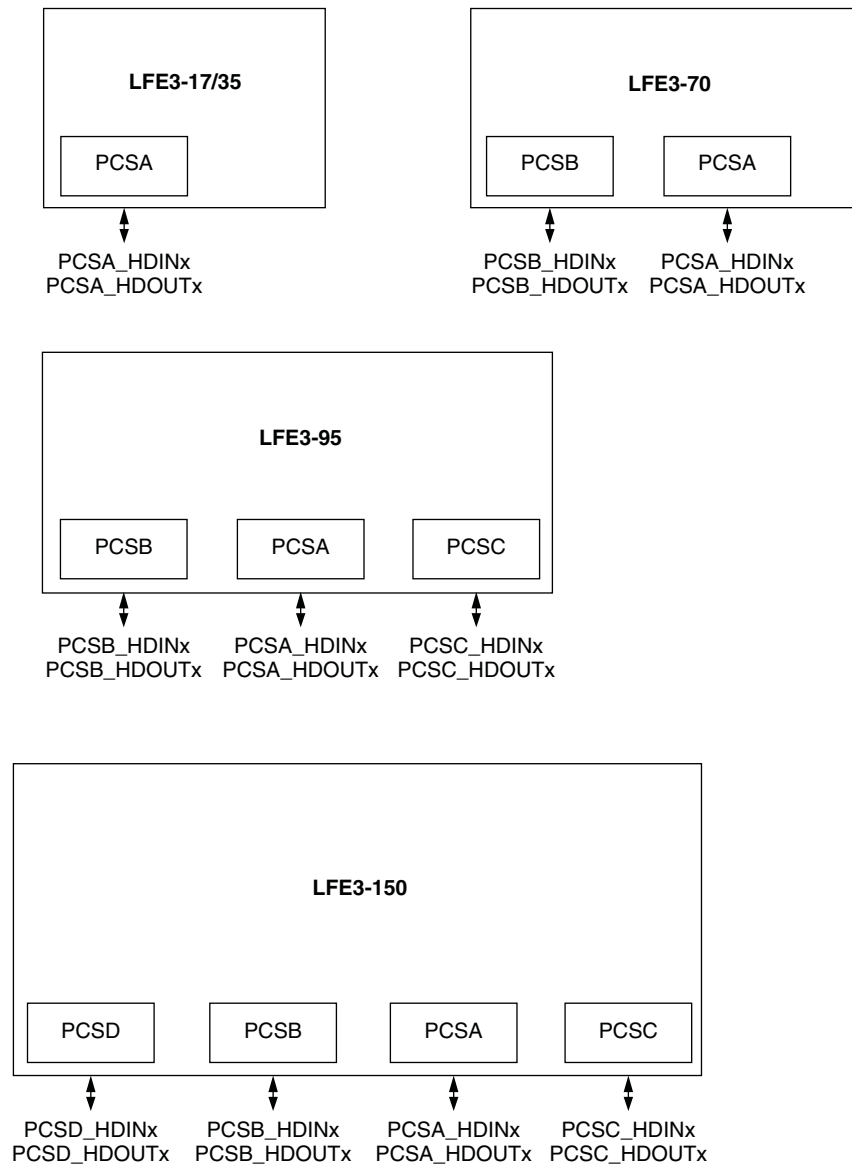 LFE3-17/35
PCSA
PCSA_HDINx
PCSA_HDOUTx
LFE3-70
PCSB
PCSA
PCSB_HDINx
PCSB_HDOUTx
PCSA_HDINx
PCSA_HDOUTx
LFE3-95
PCSB
PCSA
PCSC
PCSB_HDINx
PCSB_HDOUTx
PCSA_HDINx
PCSA_HDOUTx
PCSC_HDINx
PCSC_HDOUTx
LFE3-150
PCSD
PCSB
PCSA
PCSC
PCSD_HDINx
PCSD_HDOUTx
PCSB_HDINx
PCSB_HDOUTx
PCSA_HDINx
PCSA_HDOUTx
PCSC_HDINx
PCSC_HDOUTx